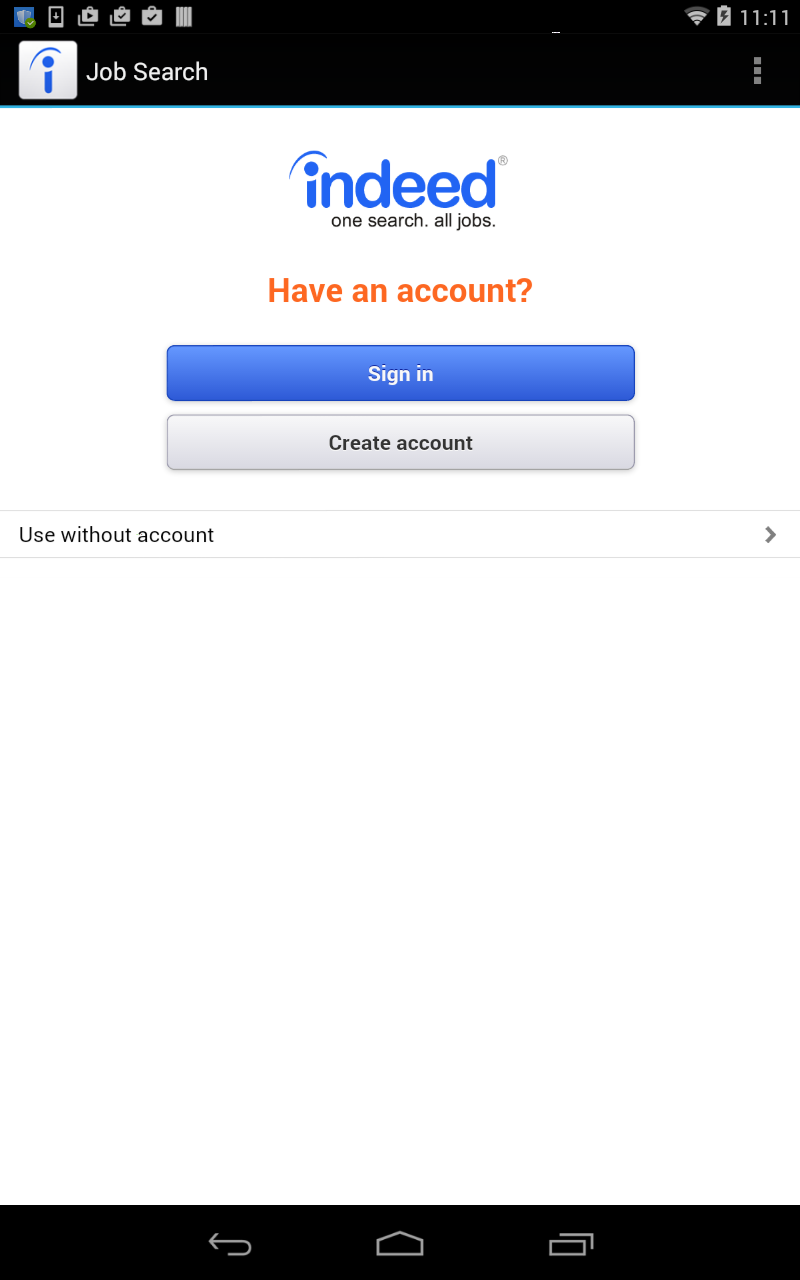 11:11
Job Search
indeed®
one search. all jobs.
Have an account?
Sign in
Create account
Use without account